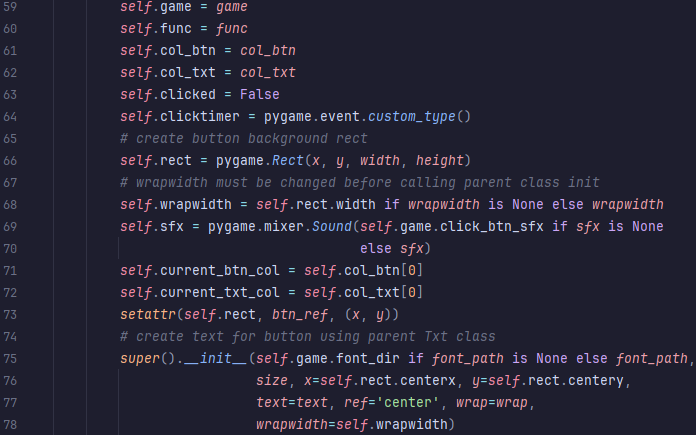 59 self.game = game
60 self.func = func
61 self.col_btn = col_btn
62 self.col_txt = col_txt
63 self.clicked = False
64 self.clicktimer = pygame.event.custom_type()
65 # create button background rect
66 self.rect = pygame.Rect(x, y, width, height)
67 # wrapwidth must be changed before calling parent class init
68 self.wrapwidth = self.rect.width if wrapwidth is None else wrapwidth
69 self.sfx = pygame.mixer.Sound(self.game.click_btn_sfx if sfx is None
70 else sfx)
71 self.current_btn_col = self.col_btn[0]
72 self.current_txt_col = self.col_txt[0]
73 setattr(self.rect, btn_ref, (x, y))
74 # create text for button using parent Txt class
75 super().__init__(self.game.font_dir if font_path is None else font_path,
76 size, x=self.rect.centerx, y=self.rect.centery,
77 text=text, ref='center', wrap=wrap,
78 wrapwidth=self.wrapwidth)